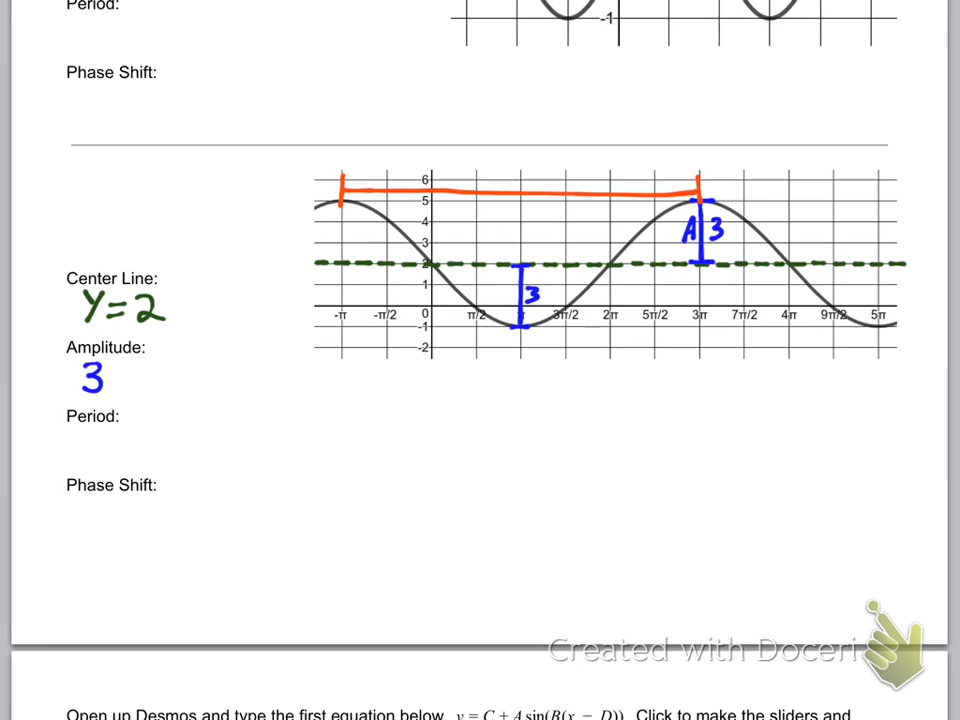 Period:
-1
Phase Shift:
6
5
4
3
2
1
0
-1
-2
-π
-π/2
π/2
π
3π/2
2π
5π/2
3π
7π/2
4π
9π/2
5π
A 3
3
Center Line:
Y=2
Amplitude:
3
Period:
Phase Shift:
Created with Doceri
Open up Desmos and type the first equation below. y = C + A sin(B(x − D)) Click to make the sliders and